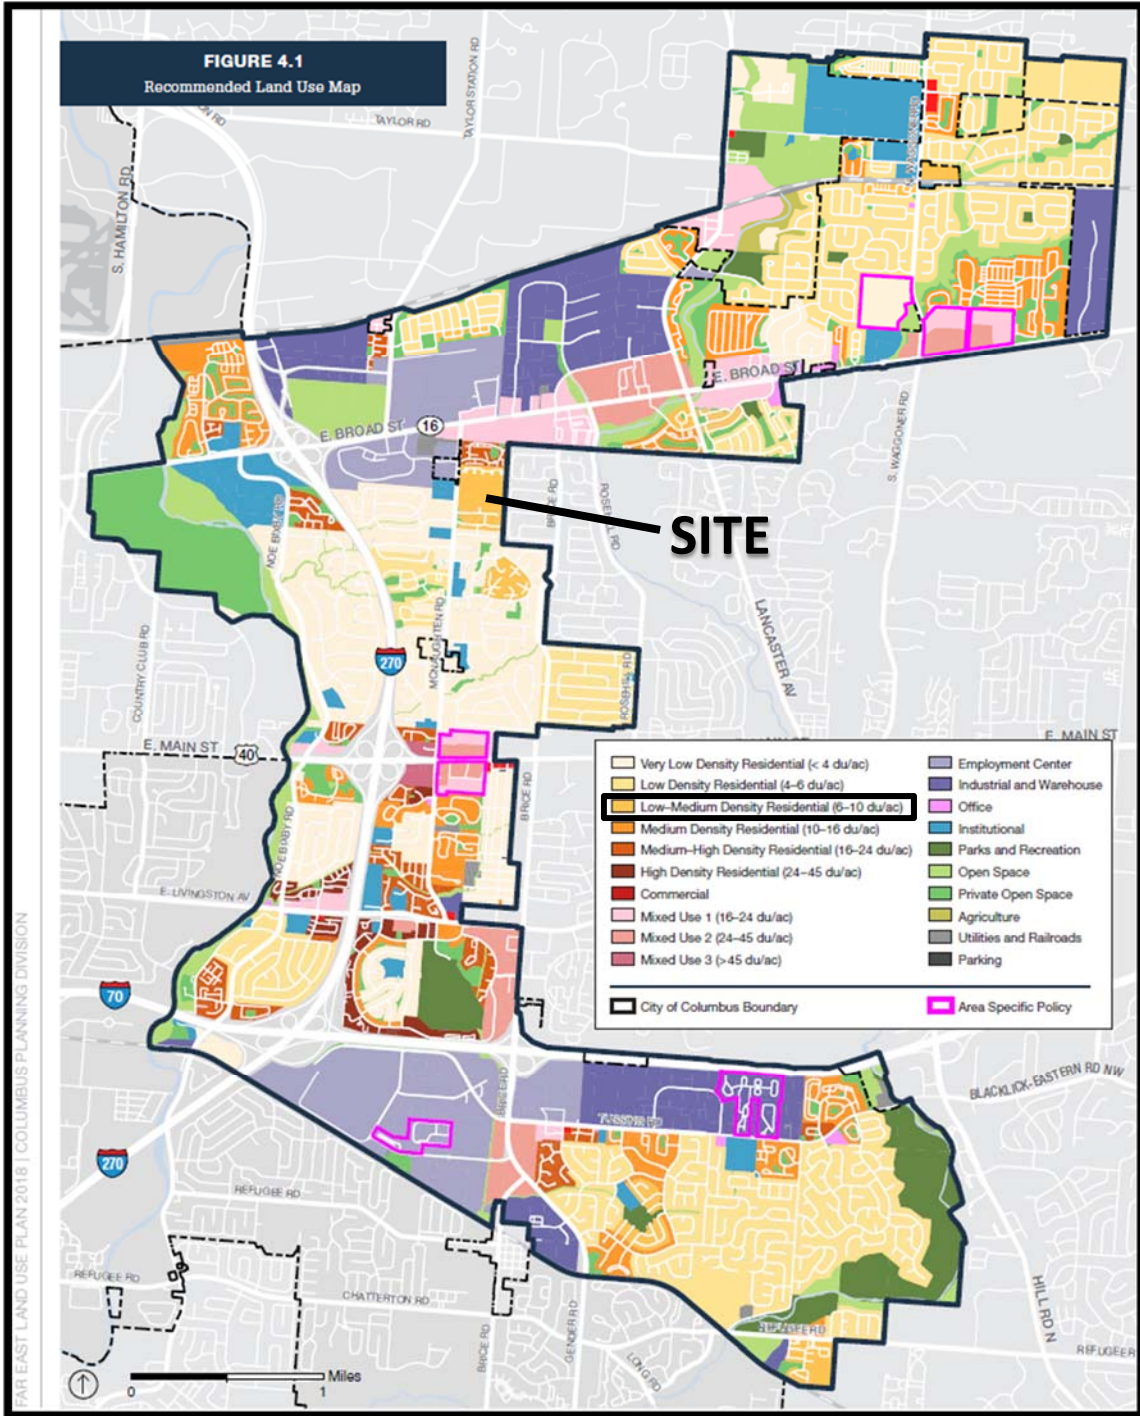 FIGURE 4.1
Recommended Land Use Map
TAYLOR RD
TAYLOR STATION RD
S. HAMILTON RD
E. BROAD ST
16
E. BROAD ST
S. WAGGONER RD
NOE BIXBY RD
BRICE RD
SITE
LANCASTER AV
COUNTRY CLUB RD
MCNAUGHTEN RD
270
E. MAIN ST
40
E. MAIN ST
BRICE RD
NOE BIXBY RD
E. LIVINGSTON AV
Very Low Density Residential (< 4 du/ac)
Low Density Residential (4–6 du/ac)
Low–Medium Density Residential (6–10 du/ac)
Medium Density Residential (10–16 du/ac)
Medium–High Density Residential (16–24 du/ac)
High Density Residential (24–45 du/ac)
Commercial
Mixed Use 1 (16–24 du/ac)
Mixed Use 2 (24–45 du/ac)
Mixed Use 3 (>45 du/ac)
Employment Center
Industrial and Warehouse
Office
Institutional
Parks and Recreation
Open Space
Private Open Space
Agriculture
Utilities and Railroads
Parking
City of Columbus Boundary
Area Specific Policy
70
BLACKLICK-EASTERN RD NW
BRICE RD
TUSSING RD
270
REFUGEE RD
REFUGEE RD
CHATTERTON RD
BRICE RD
GENDER RD
LONG RD
HILL RD N
REFUGEE R
0
1
Miles
FAR EAST LAND USE PLAN 2018 | COLUMBUS PLANNING DIVISION